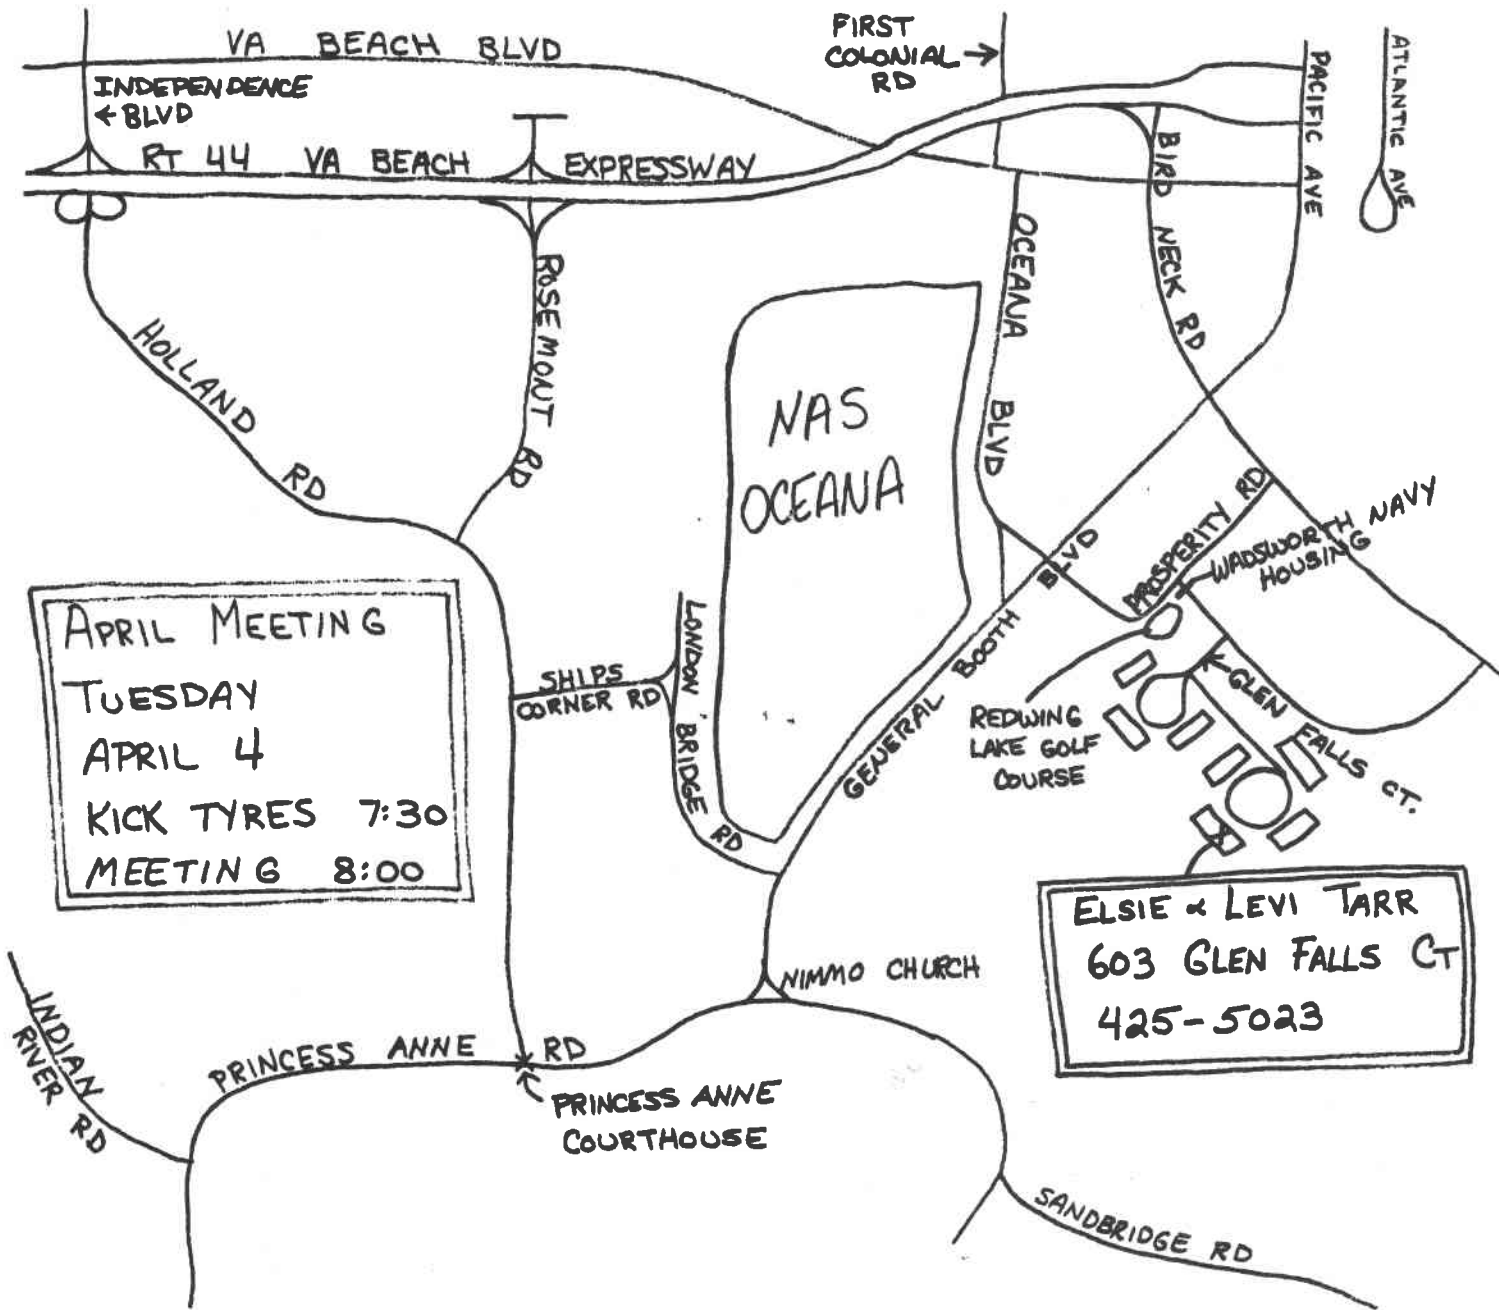 VA BEACH BLVD
FIRST
COLONIAL →
RD
INDEPENDENCE
← BLVD
RT 44 VA BEACH EXPRESSWAY
PACIFIC AVE
ATLANTIC AVE
BIRD NECK RD
OCEANA BLVD
HOLLAND RD
ROSEMONT RD
NAS
OCEANA
PROSPERITY RD
WADSWORTH NAVY
HOUSING
GENERAL BOOTH BLVD
LONDON BRIDGE RD
SHIPS
CORNER RD
REDWING
LAKE GOLF
COURSE
GLEN FALLS CT.
APRIL MEETING
TUESDAY
APRIL 4
KICK TYRES 7:30
MEETING 8:00
ELSIE & LEVI TARR
603 GLEN FALLS CT
425-5023
NIMMO CHURCH
INDIAN
RIVER RD
PRINCESS ANNE RD
PRINCESS ANNE
COURTHOUSE
SANDBRIDGE RD